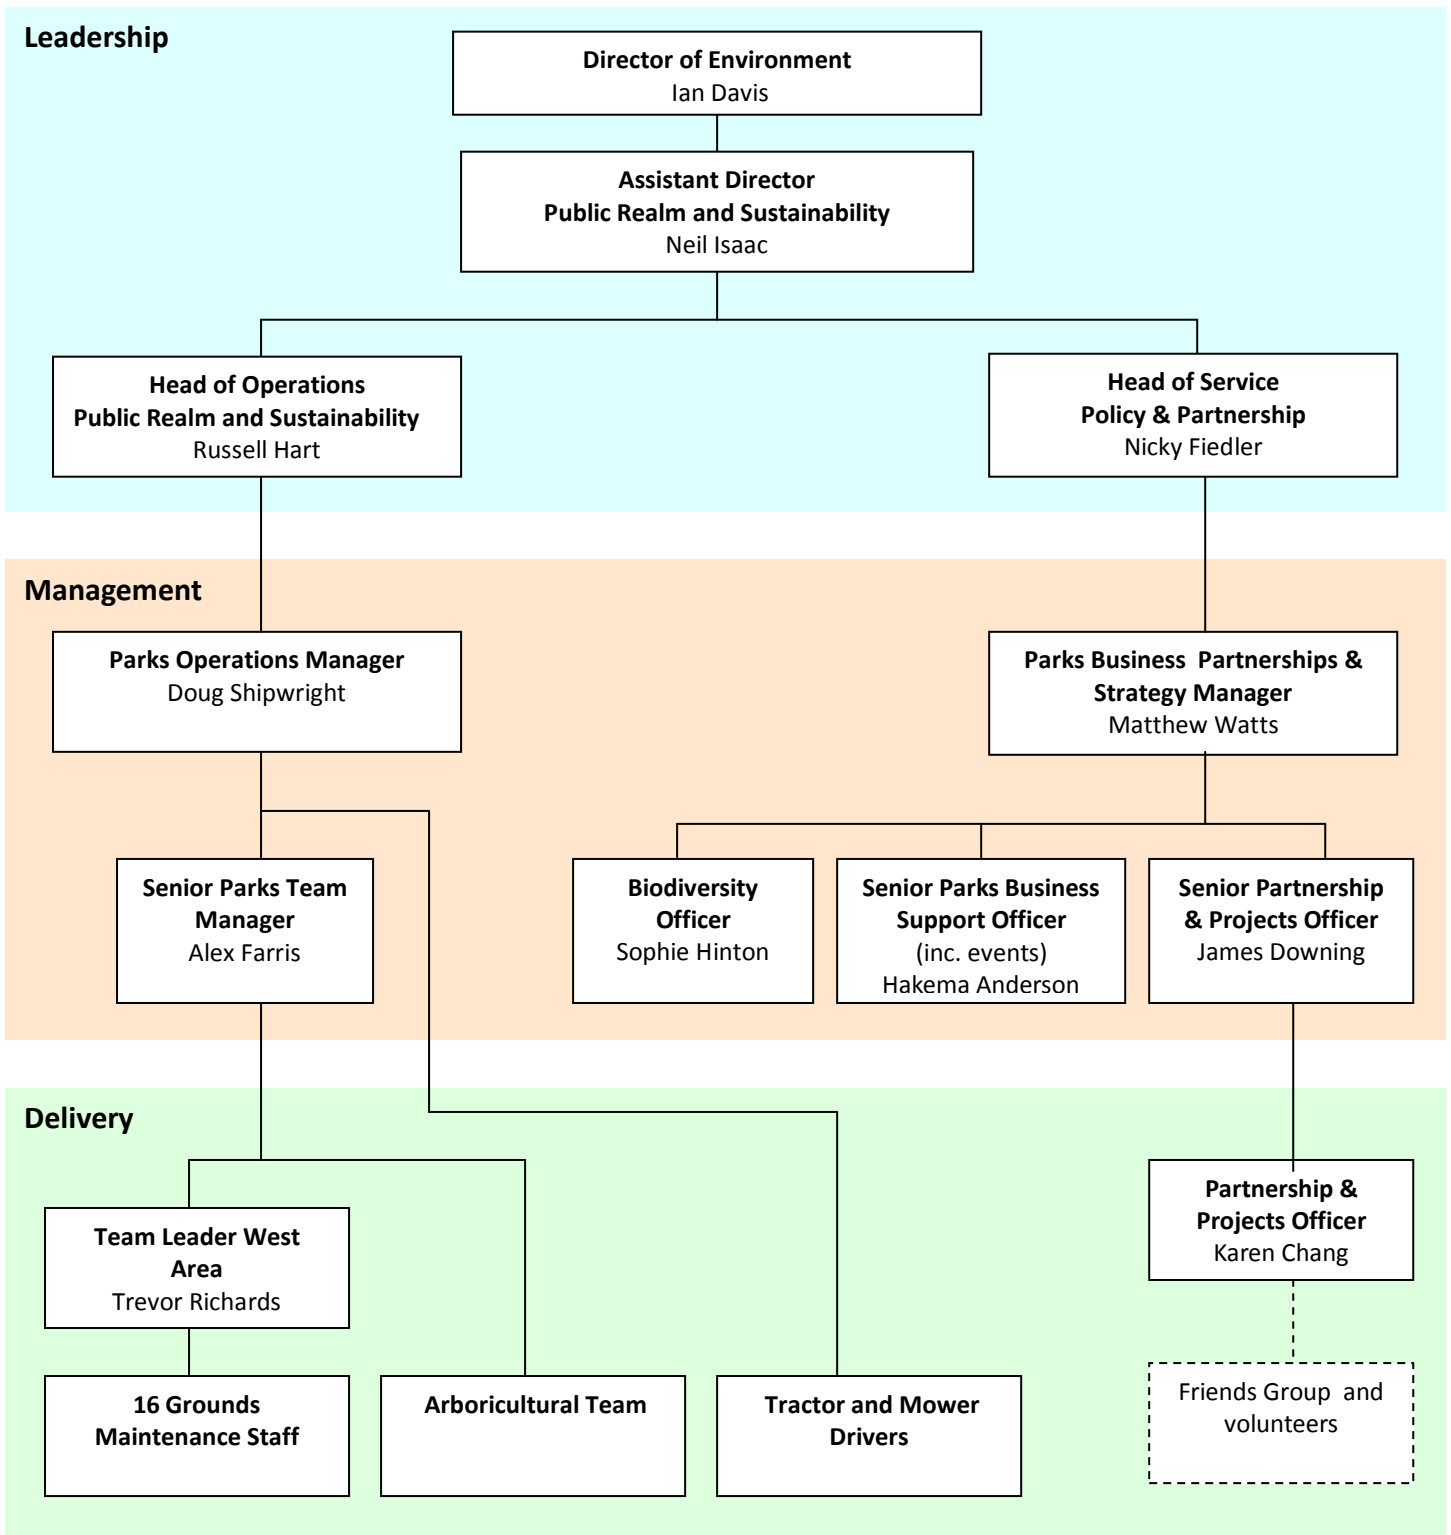 Leadership
Director of Environment
Ian Davis
Assistant Director
Public Realm and Sustainability
Neil Isaac
Head of Operations
Public Realm and Sustainability
Russell Hart
Head of Service
Policy & Partnership
Nicky Fiedler
Management
Parks Operations Manager
Doug Shipwright
Parks Business Partnerships &
Strategy Manager
Matthew Watts
Senior Parks Team
Manager
Alex Farris
Biodiversity
Officer
Sophie Hinton
Senior Parks Business
Support Officer
(inc. events)
Hakema Anderson
Senior Partnership
& Projects Officer
James Downing
Delivery
Team Leader West
Area
Trevor Richards
Partnership &
Projects Officer
Karen Chang
16 Grounds
Maintenance Staff
Arboricultural Team
Tractor and Mower
Drivers
Friends Group and
volunteers